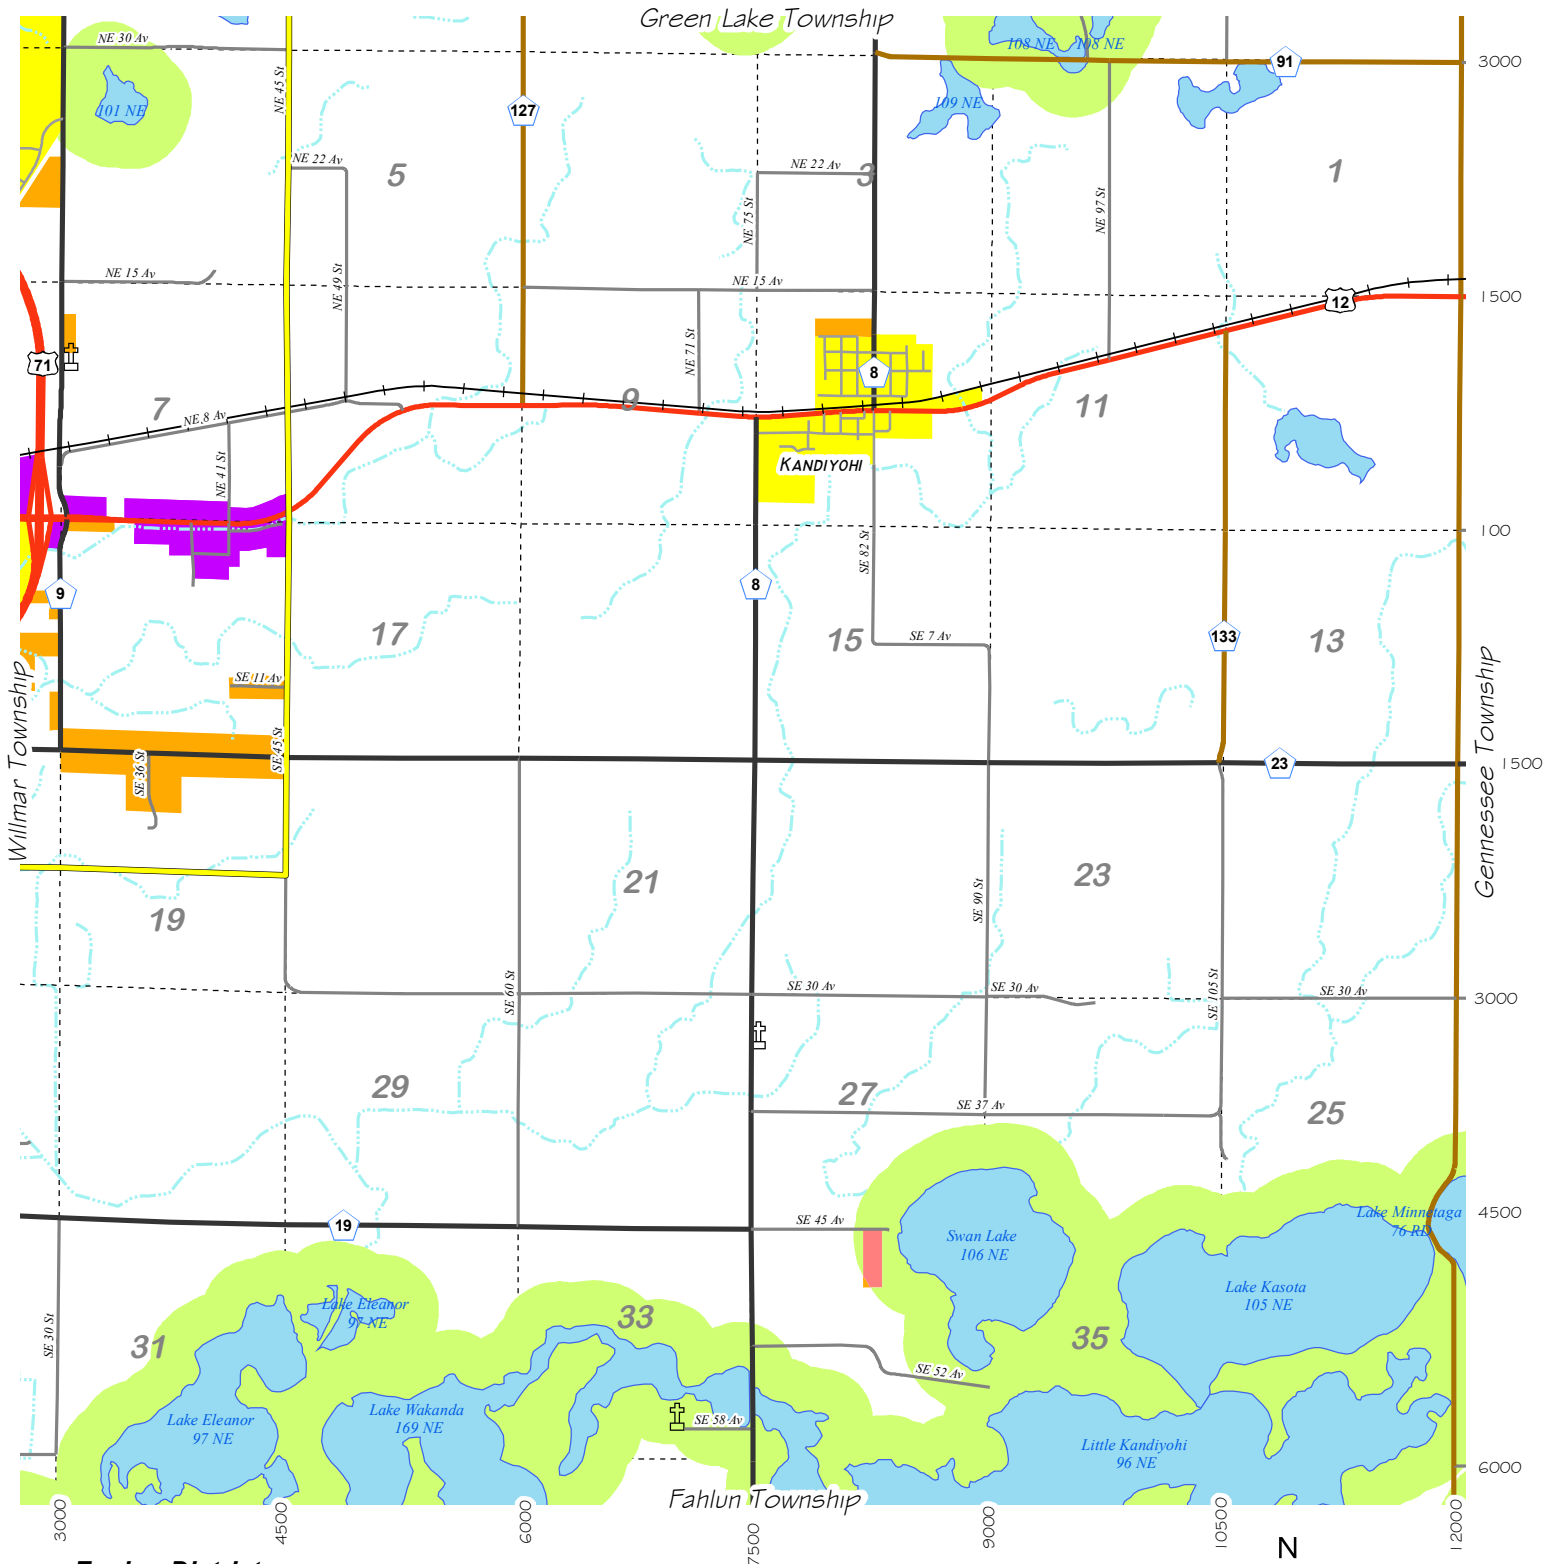 Green Lake Township
NE 30 Av
108 NE
108 NE
91
3000
NE 45 St
101 NE
127
109 NE
NE 22 Av
5
NE 22 Av
3
1
NE 75 St
NE 97 St
NE 15 Av
NE 49 St
NE 15 Av
1500
12
71
NE 71 St
8
7
9
11
NE 8 Av
NE 41 St
KANDIYOHI
100
SE 82 St
9
8
17
15
SE 7 Av
133
13
Willmar Township
Gennessee Township
SE 11 Av
SE 45 St
SE 36 St
23
1500
21
23
19
SE 90 St
SE 60 St
SE 30 Av
SE 30 Av
SE 105 St
SE 30 Av
3000
29
27
SE 37 Av
25
19
SE 45 Av
Swan Lake
106 NE
Lake Minnetaga
76 RD
4500
Lake Kasota
105 NE
Lake Eleanor
97 NE
33
31
SE 30 St
35
SE 52 Av
Lake Eleanor
97 NE
Lake Wakanda
169 NE
SE 58 Av
Little Kandiyohi
96 NE
6000
Fahlun Township
3000
4500
6000
7500
9000
10500
12000
N